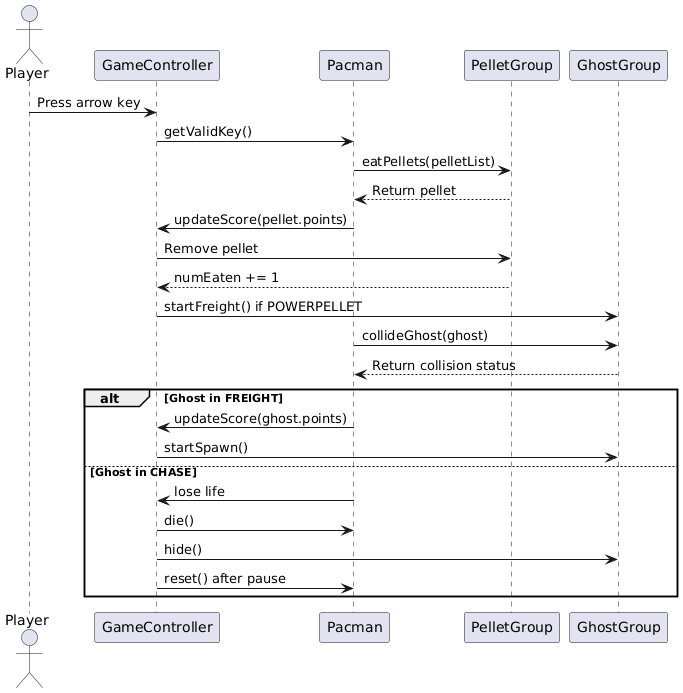 Player
GameController
Pacman
PelletGroup
GhostGroup
Press arrow key
getValidKey()
eatPellets(pelletList)
Return pellet
updateScore(pellet.points)
Remove pellet
numEaten += 1
startFreight() if POWERPELLET
collideGhost(ghost)
Return collision status
alt
[Ghost in FREIGHT]
updateScore(ghost.points)
startSpawn()
[Ghost in CHASE]
lose life
die()
hide()
reset() after pause
Player
GameController
Pacman
PelletGroup
GhostGroup